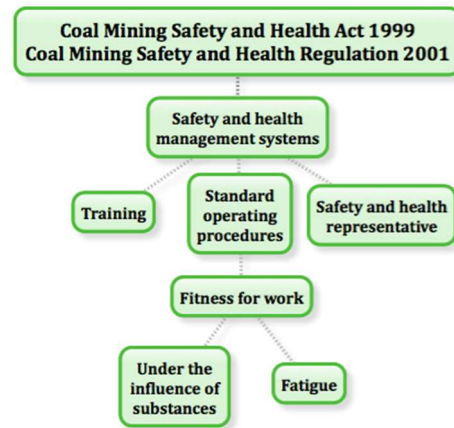 Coal Mining Safety and Health Act 1999
Coal Mining Safety and Health Regulation 2001
Safety and health
management systems
Training
Standard
operating
procedures
Safety and health
representative
Fitness for work
Under the
influence of
substances
Fatigue